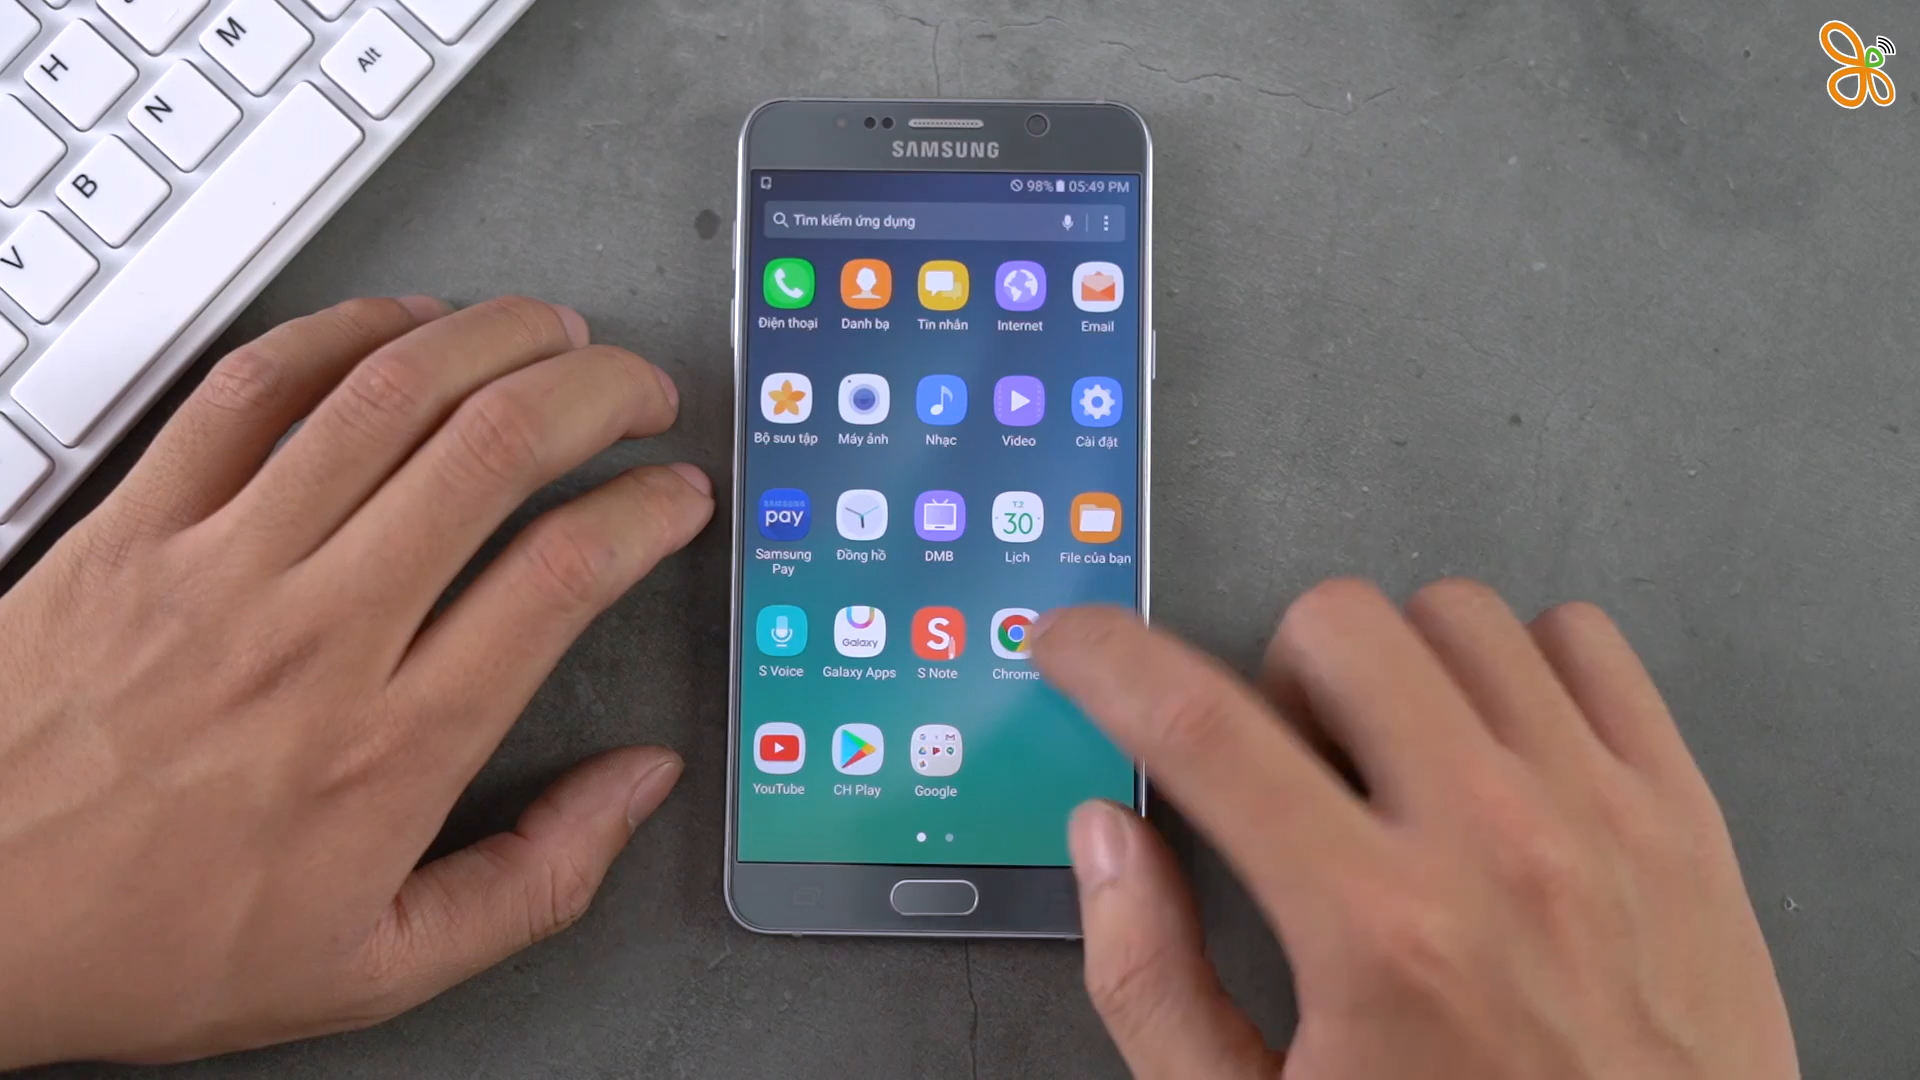 H
M
Alt
N
B
V
SAMSUNG
98% 05:49 PM
Tìm kiếm ứng dụng
Điện thoại
Danh bạ
Tin nhắn
Internet
Email
Bộ sưu tập
Máy ảnh
Nhạc
Video
Cài đặt
SAMSUNG
pay
T.2
30
Samsung
Pay
Đồng hồ
DMB
Lịch
File của bạn
Galaxy
S
S Voice
Galaxy Apps
S Note
Chrome
YouTube
CH Play
Google